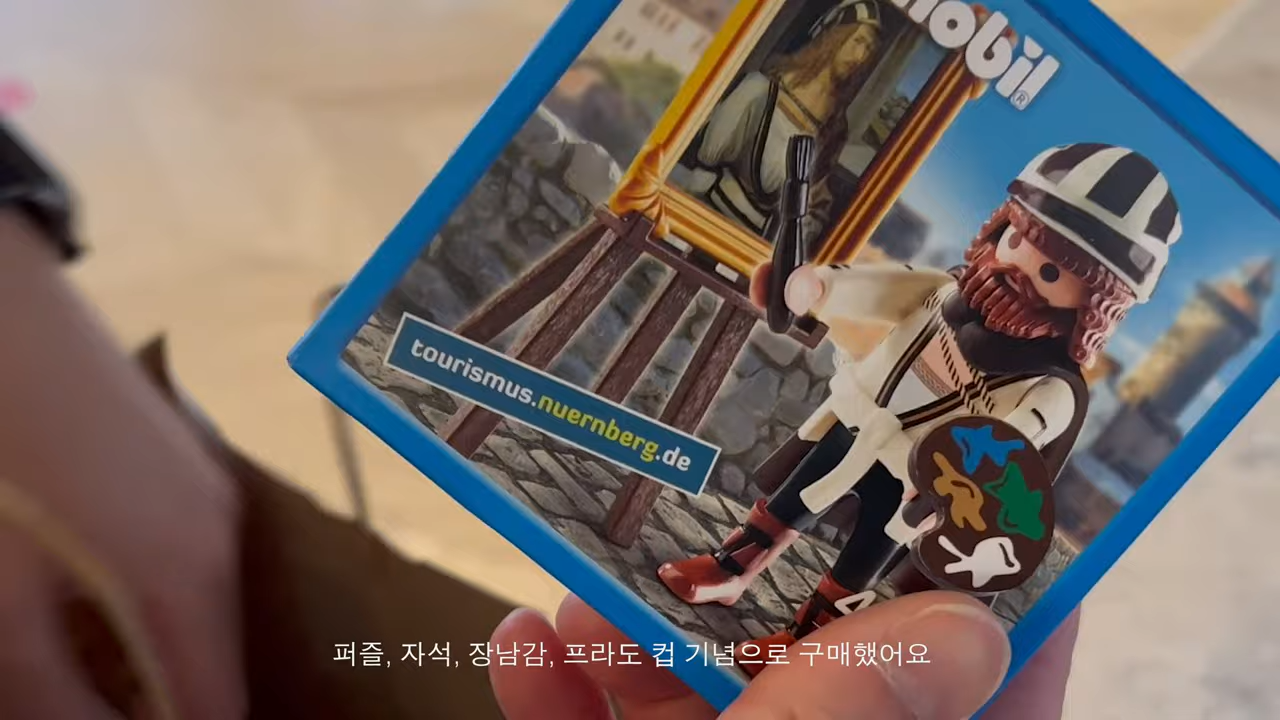 mobil®
tourismus.nuernberg.de
퍼즐, 자석, 장남감, 프라도 컵 기념으로 구매했어요